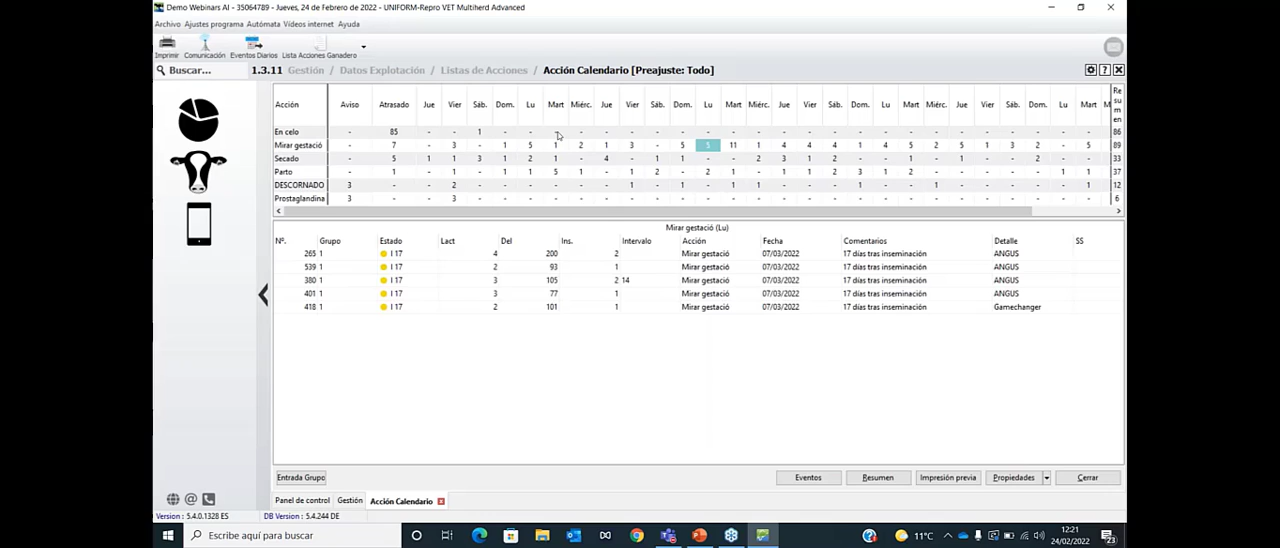 Demo Webinars AI - 35064789 - Jueves, 24 de Febrero de 2022 - UNIFORM-Repro VET Multiherd Advanced
Archivo Ajustes programa Autómata Vídeos internet Ayuda
Imprimir Comunicación Eventos Diarios Lista Acciones Ganadero
Buscar... 1.3.11 Gestión / Datos Explotación / Listas de Acciones / Acción Calendario [Preajuste: Todo]
Acción Aviso Atrasado Jue Vier Sáb. Dom. Lu Mart Miérc. Jue Vier Sáb. Dom. Lu Mart Miérc. Jue Vier Sáb. Dom. Lu Mart Miérc. Jue Vier Sáb. Dom. Lu Mart M Resumen
En celo - 85 - - 1 - - - - - - - - - - - - - - - - - - - - - - - - 86
Mirar gestació - 7 - 3 - 1 5 1 2 1 3 - 5 5 11 1 4 4 4 1 4 5 2 5 1 3 2 - 5 89
Secado - 5 1 1 3 1 2 1 - 4 - 1 1 - - 2 3 1 2 - - 1 - 1 - - 2 - - 33
Parto - 1 - 1 - 1 1 5 1 - 1 2 - 2 1 - 1 1 2 3 1 2 - - - - - 1 1 37
DESCORNADO 3 - - 2 - - - - - - 1 - 1 - 1 1 - - - 1 - - 1 - - - - - 1 12
Prostaglandina 3 - - 3 - - - - - - - - - - - - - - - - - - - - - - - - - 6
Mirar gestació (Lu)
Nº. Grupo Estado Lact Del Ins. Intervalo Acción Fecha Comentarios Detalle SS
265 1 I 17 4 200 2 Mirar gestació 07/03/2022 17 días tras inseminación ANGUS
539 1 I 17 2 93 1 Mirar gestació 07/03/2022 17 días tras inseminación ANGUS
380 1 I 17 3 105 2 14 Mirar gestació 07/03/2022 17 días tras inseminación ANGUS
401 1 I 17 3 77 1 Mirar gestació 07/03/2022 17 días tras inseminación ANGUS
418 1 I 17 2 101 1 Mirar gestació 07/03/2022 17 días tras inseminación Gamechanger
Entrada Grupo Eventos Resumen Impresión previa Propiedades Cerrar
Panel de control Gestión Acción Calendario
Version : 5.4.0.1328 ES DB Version : 5.4.244 DE
Escribe aquí para buscar 11°C 12:21
24/02/2022 23